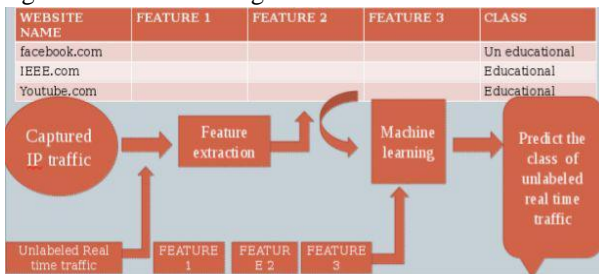 WEBSITE NAME FEATURE 1 FEATURE 2 FEATURE 3 CLASS
facebook.com Un educational
IEEE.com Educational
Youtube.com Educational
Captured
IP traffic
Feature
extraction
Machine
learning
Predict the
class of
unlabeled
real time
traffic
Unlabeled Real
time traffic
FEATURE
1
FEATUR
E 2
FEATURE
3